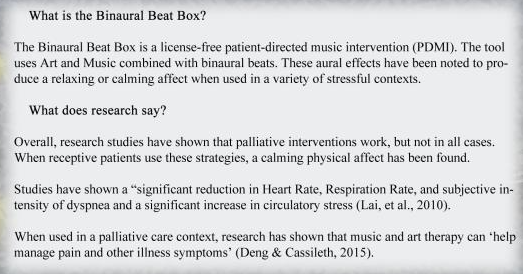 What is the Binaural Beat Box?
The Binaural Beat Box is a license-free patient-directed music intervention (PDMI). The tool
uses Art and Music combined with binaural beats. These aural effects have been noted to pro-
duce a relaxing or calming affect when used in a variety of stressful contexts.
What does research say?
Overall, research studies have shown that palliative interventions work, but not in all cases.
When receptive patients use these strategies, a calming physical affect has been found.
Studies have shown a “significant reduction in Heart Rate, Respiration Rate, and subjective in-
tensity of dyspnea and a significant increase in circulatory stress (Lai, et al., 2010).
When used in a palliative care context, research has shown that music and art therapy can ‘help
manage pain and other illness symptoms’ (Deng & Cassileth, 2015).